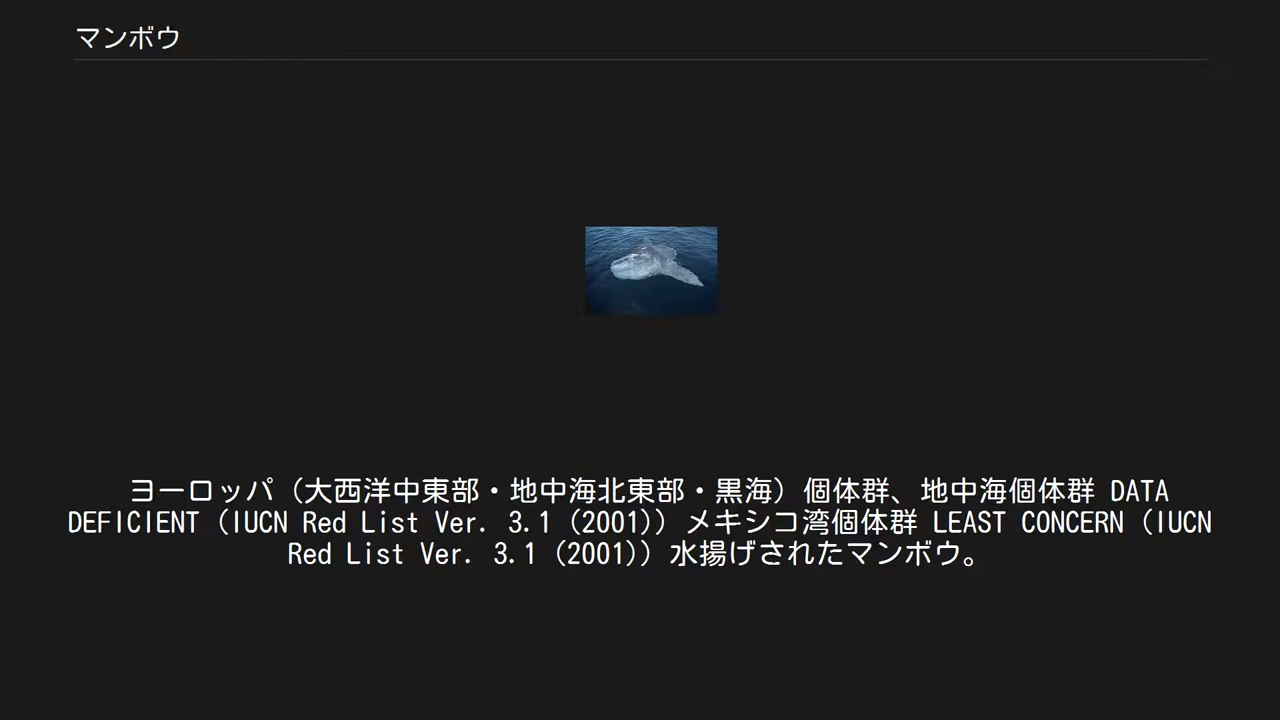 マンボウ
ヨーロッパ（大西洋中東部・地中海北東部・黒海）個体群、地中海個体群 DATA
DEFICIENT（IUCN Red List Ver. 3.1（2001））メキシコ湾個体群 LEAST CONCERN（IUCN
Red List Ver. 3.1（2001））水揚げされたマンボウ。